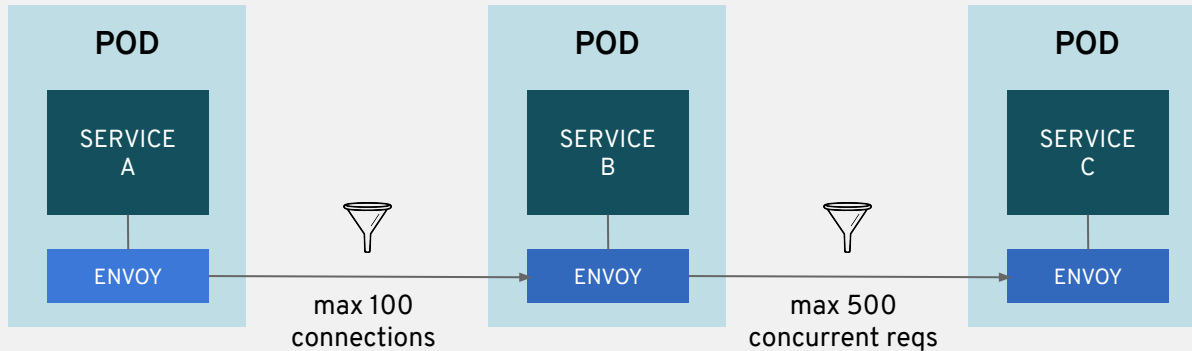 POD
SERVICE
A
ENVOY
max 100
connections
POD
SERVICE
B
ENVOY
max 500
concurrent reqs
POD
SERVICE
C
ENVOY